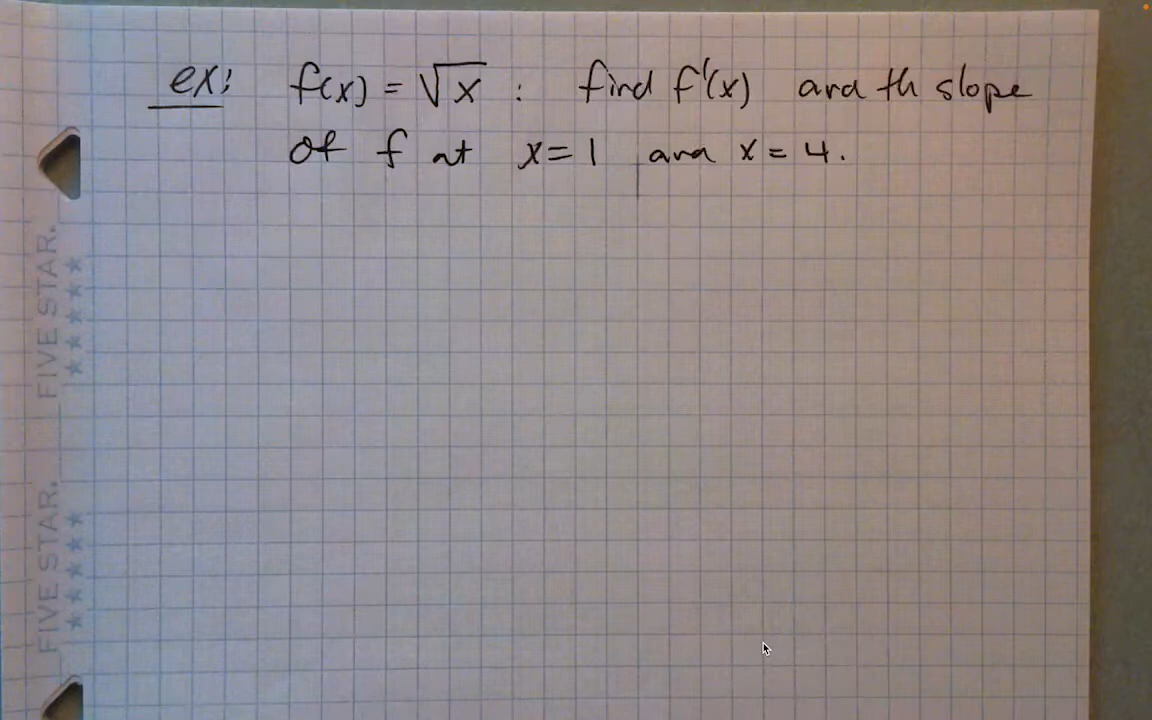 ex: f(x) = √x : find f'(x) and th slope
of f at x = 1 and x = 4.
FIVE STAR.
FIVE STAR.